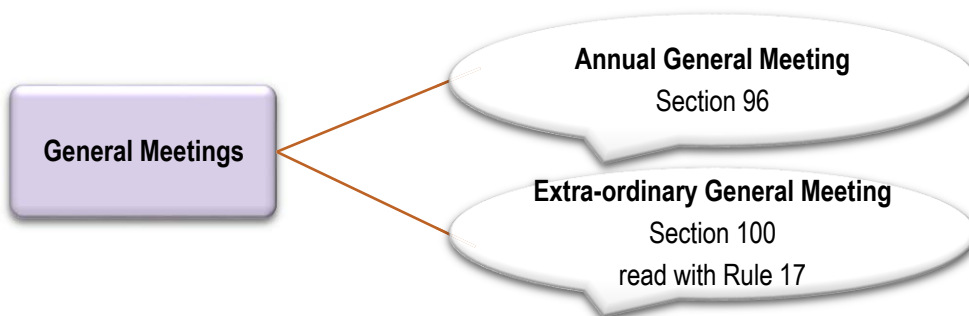 General Meetings
Annual General Meeting
Section 96
Extra-ordinary General Meeting
Section 100
read with Rule 17